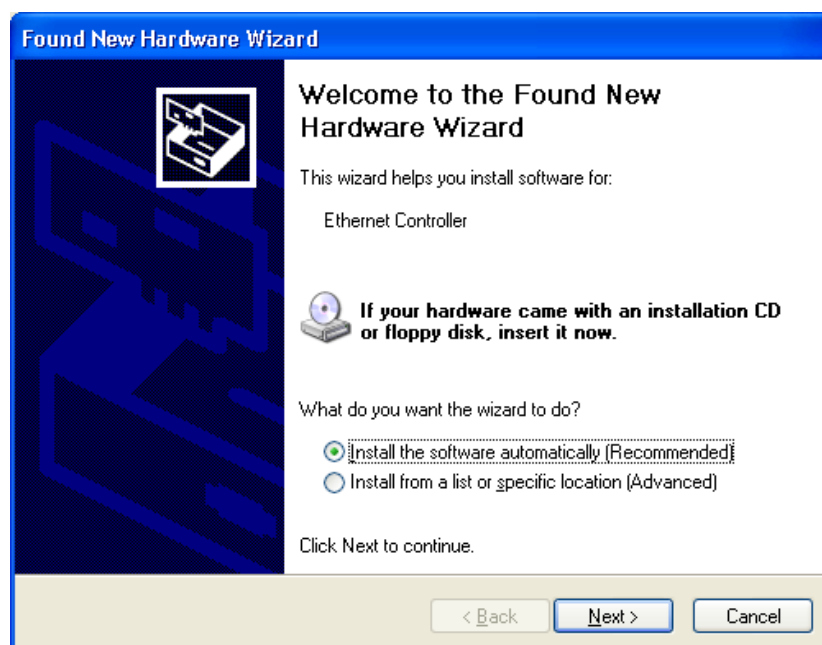 Found New Hardware Wizard
Welcome to the Found New
Hardware Wizard
This wizard helps you install software for:
Ethernet Controller
If your hardware came with an installation CD
or floppy disk, insert it now.
What do you want the wizard to do?
Install the software automatically (Recommended)
Install from a list or specific location (Advanced)
Click Next to continue.
< Back Next > Cancel